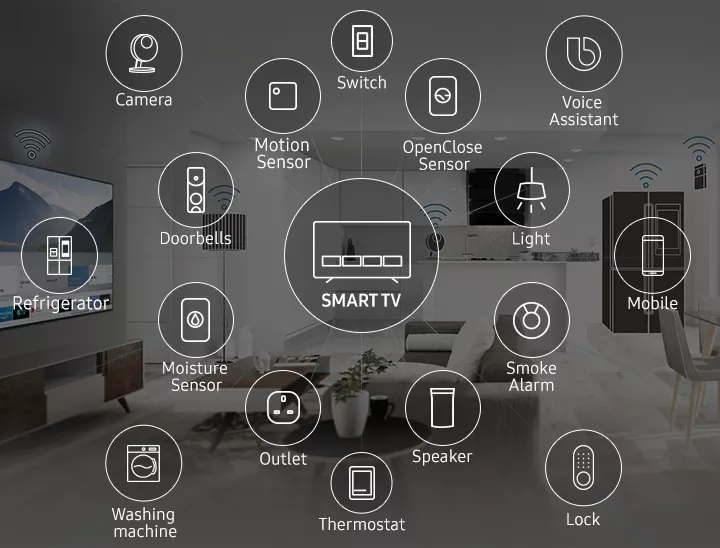 Camera
Switch
Voice
Assistant
Motion
Sensor
OpenClose
Sensor
Doorbells
Light
Refrigerator
SMART TV
Mobile
Moisture
Sensor
Smoke
Alarm
Outlet
Speaker
Washing
machine
Thermostat
Lock